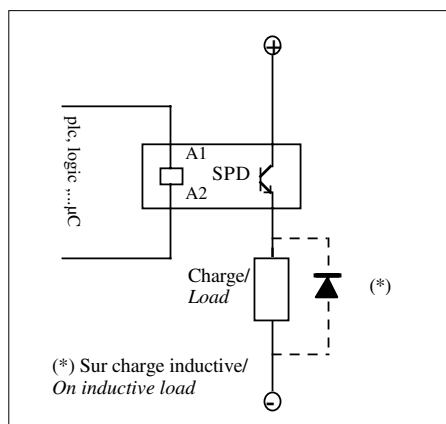 +
plc, logic ,...µC
A1
SPD
A2
Charge/
Load
(*)
(*) Sur charge inductive/
On inductive load
-